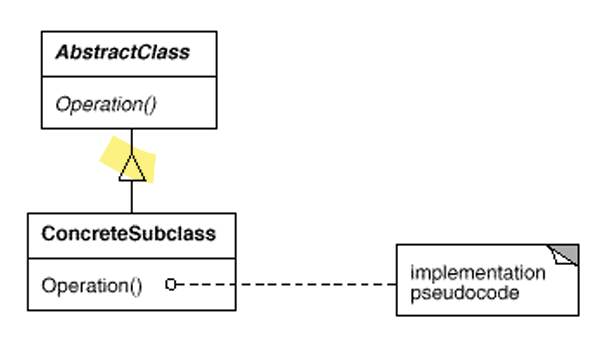 AbstractClass
Operation()
ConcreteSubclass
Operation()
implementation
pseudocode